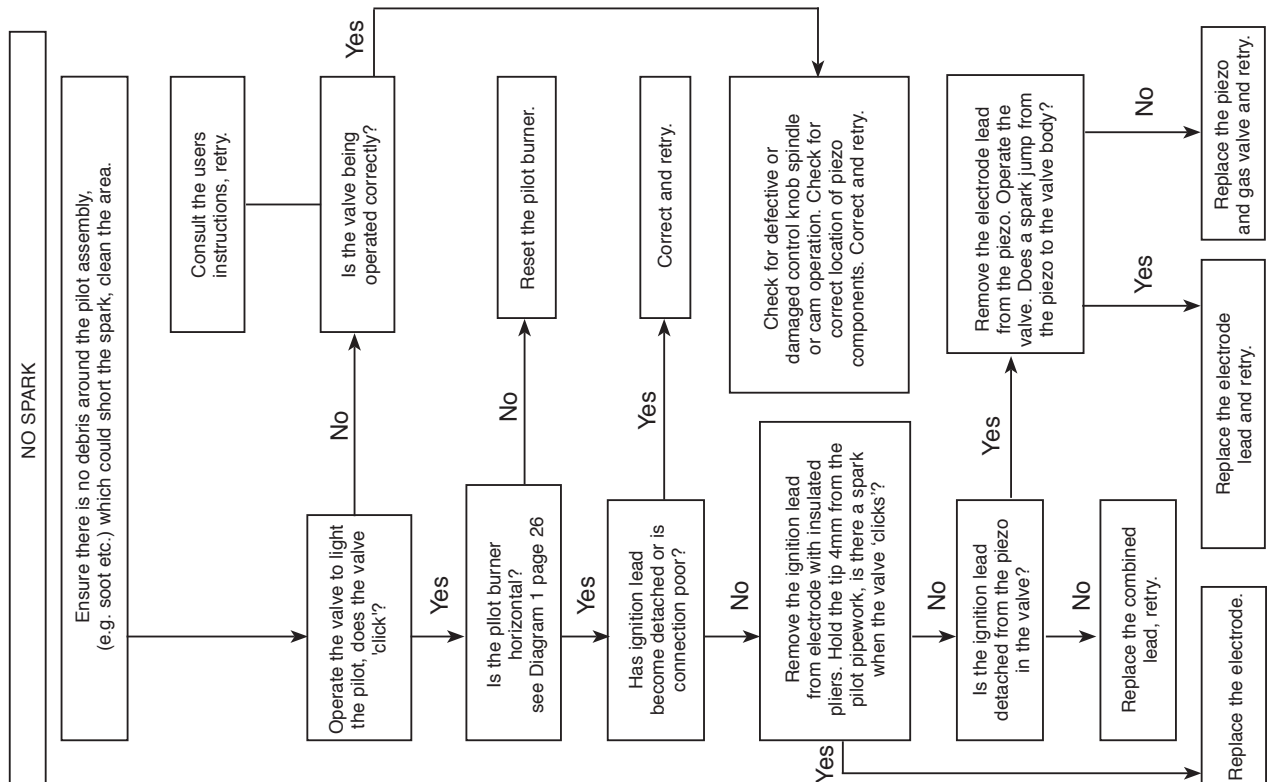 NO SPARK
Ensure there is no debris around the pilot assembly,
(e.g. soot etc.) which could short the spark, clean the area.
Consult the users
instructions, retry.
Operate the valve to light
the pilot, does the valve
'click'?
No
Is the valve being
operated correctly?
Yes
Yes
Is the pilot burner
horizontal?
see Diagram 1 page 26
No
Reset the pilot burner.
Yes
Has ignition lead
become detached or is
connection poor?
Yes
Correct and retry.
No
Remove the ignition lead
from electrode with insulated
pliers. Hold the tip 4mm from the
pilot pipework, is there a spark
when the valve 'clicks'?
Check for defective or
damaged control knob spindle
or cam operation. Check for
correct location of piezo
components. Correct and retry.
Yes
No
Is the ignition lead
detached from the piezo
in the valve?
Yes
Remove the electrode lead
from the piezo. Operate the
valve. Does a spark jump from
the piezo to the valve body?
No
Replace the combined
lead, retry.
Yes
No
Replace the electrode.
Replace the electrode
lead and retry.
Replace the piezo
and gas valve and retry.